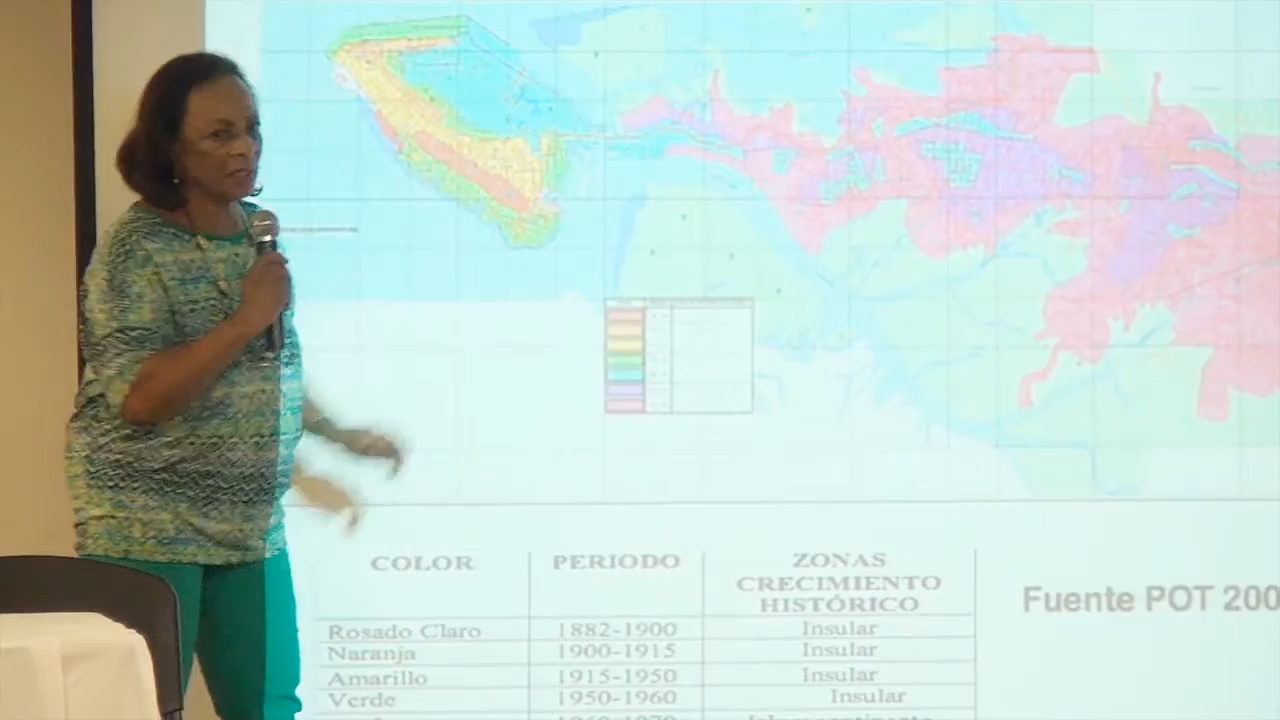 COLOR PERIODO ZONAS CRECIMIENTO HISTÓRICO
Rosado Claro 1882-1900 Insular
Naranja 1900-1915 Insular
Amarillo 1915-1950 Insular
Verde 1950-1960 Insular
Fuente POT 200